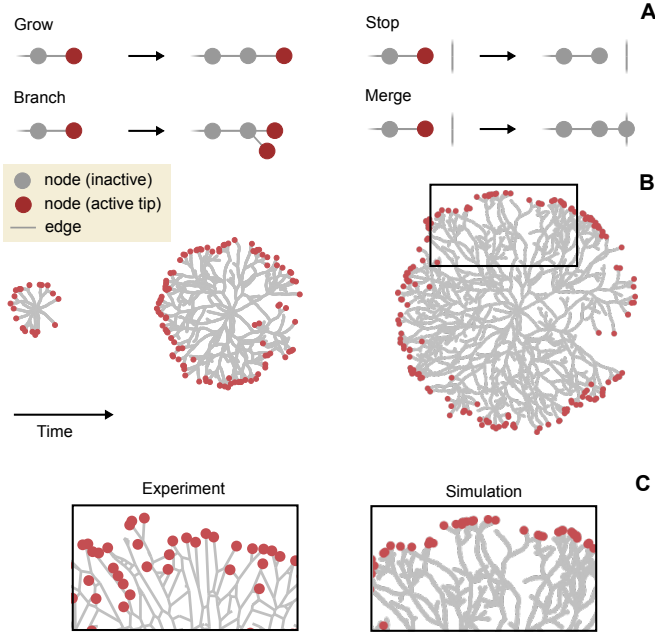 A
Grow
Stop
Branch
Merge
node (inactive)
node (active tip)
edge
B
Time
C
Experiment
Simulation